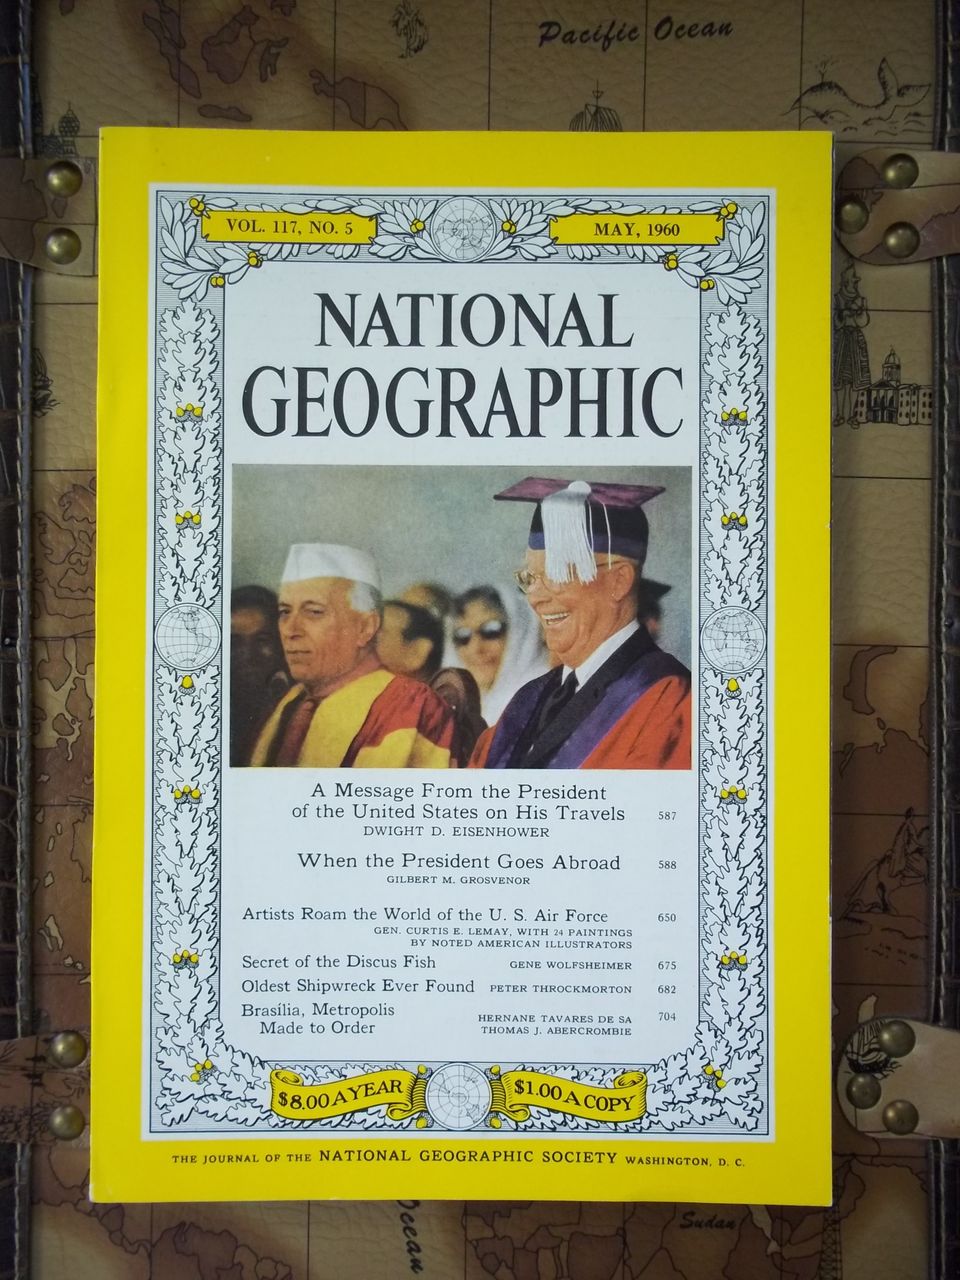 Pacific Ocean
VOL. 117, NO. 5
MAY, 1960
NATIONAL
GEOGRAPHIC
A Message From the President
of the United States on His Travels 587
DWIGHT D. EISENHOWER
When the President Goes Abroad 588
GILBERT M. GROSVENOR
Artists Roam the World of the U. S. Air Force 650
GEN. CURTIS E. LEMAY, WITH 24 PAINTINGS
BY NOTED AMERICAN ILLUSTRATORS
Secret of the Discus Fish GENE WOLFSHEIMER 675
Oldest Shipwreck Ever Found PETER THROCKMORTON 682
Brasília, Metropolis
Made to Order
HERNANE TAVARES DE SA 704
THOMAS J. ABERCROMBIE
$8.00 A YEAR
$1.00 A COPY
THE JOURNAL OF THE NATIONAL GEOGRAPHIC SOCIETY WASHINGTON, D. C.
Ocean
Sudan